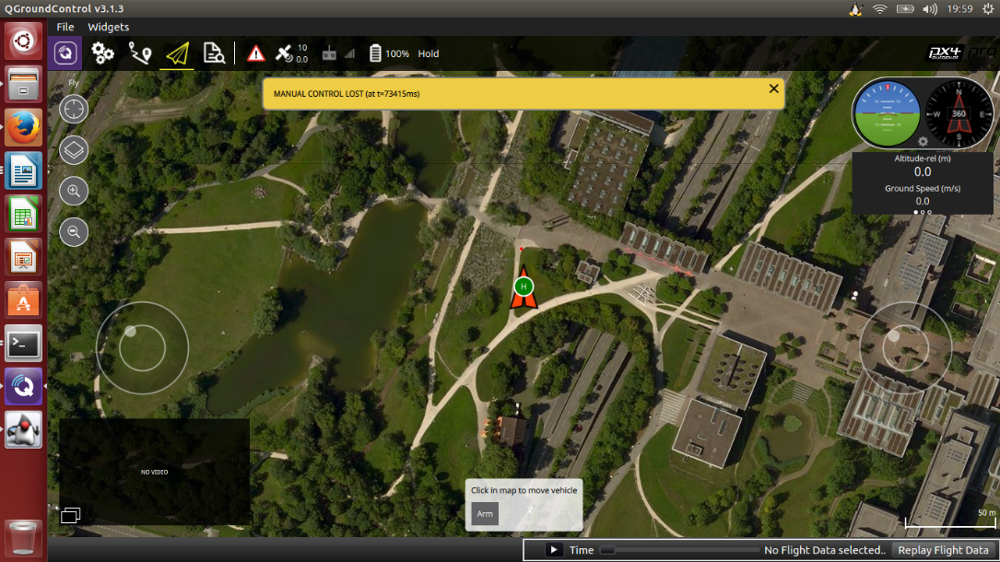 QGroundControl v3.1.3
19:59
File Widgets
10
0.0
100% Hold
px4
autopilot
pro
Fly
MANUAL CONTROL LOST (at t=73415ms)
N
W 360 E
S
Altitude-rel (m)
0.0
Ground Speed (m/s)
0.0
H
NO VIDEO
Click in map to move vehicle
Arm
50 m
Time
No Flight Data selected..
Replay Flight Data